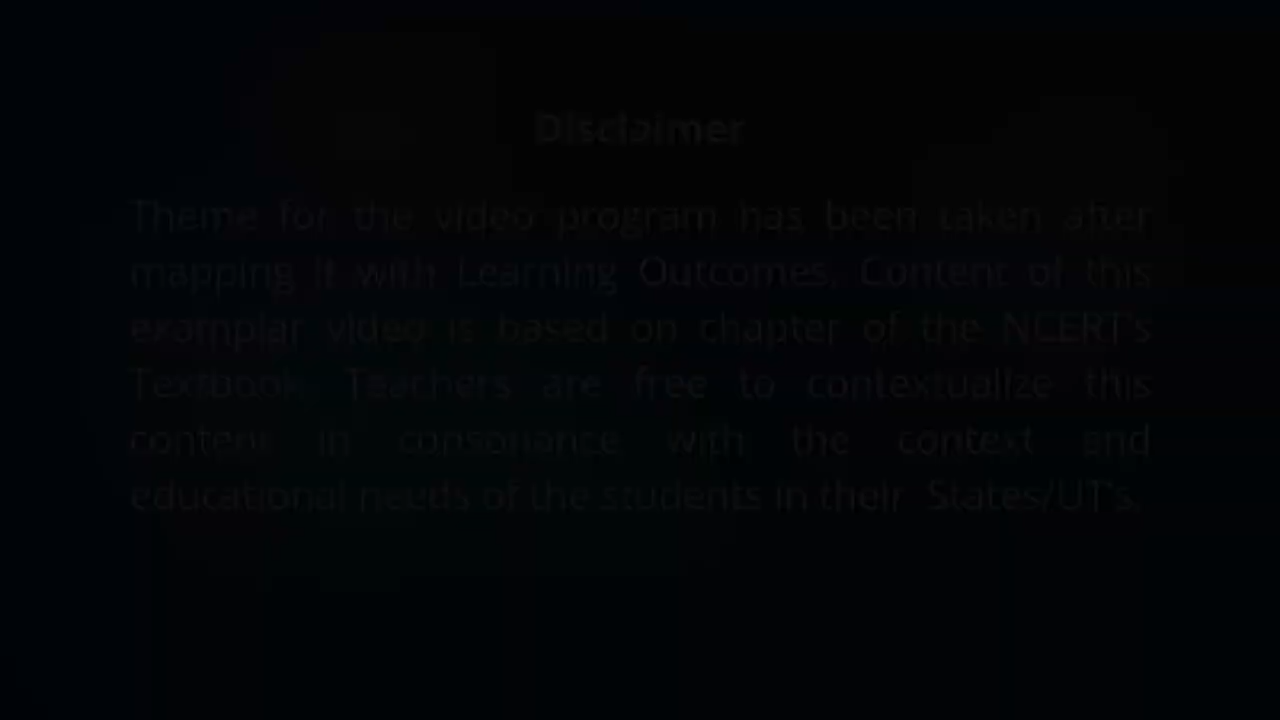 Disclaimer
Theme for the video program has been taken after
mapping it with Learning Outcomes. Content of this
examplar video is based on chapter of the NCERT's
Textbook. Teachers are free to contextualize this
content in consonance with the context and
educational needs of the students in their States/UT's.